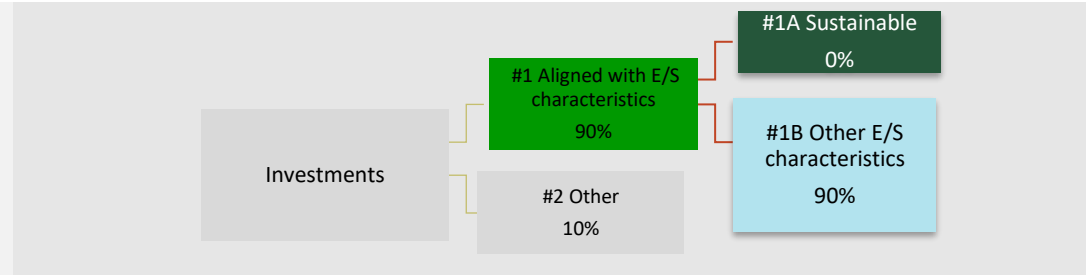 #1A Sustainable
0%
#1 Aligned with E/S
characteristics
90%
#1B Other E/S
characteristics
90%
Investments
#2 Other
10%